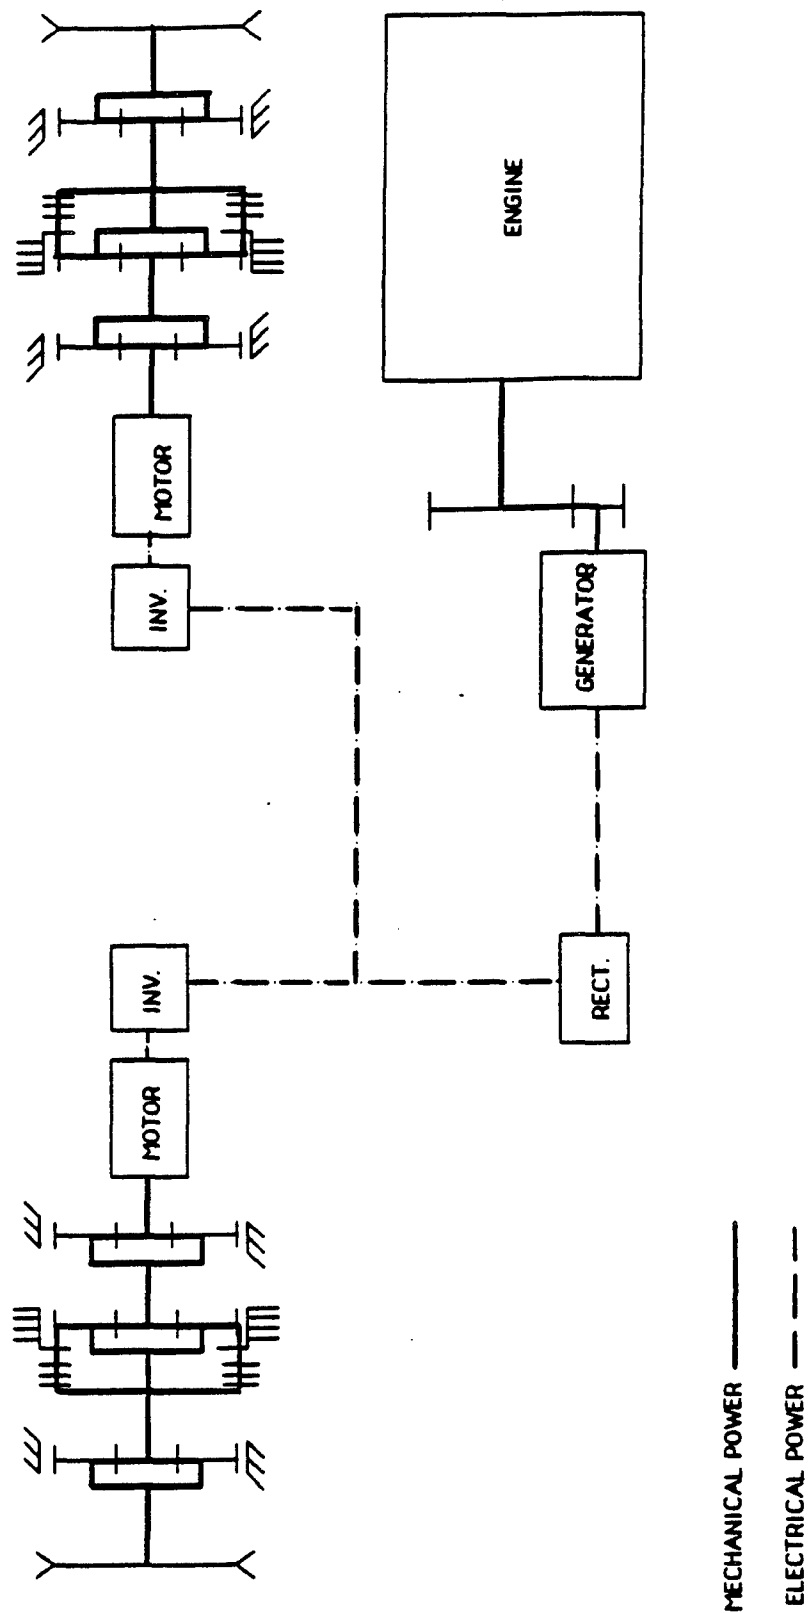 ENGINE
MOTOR
INV.
GENERATOR
INV.
RECT.
MOTOR
MECHANICAL POWER
ELECTRICAL POWER